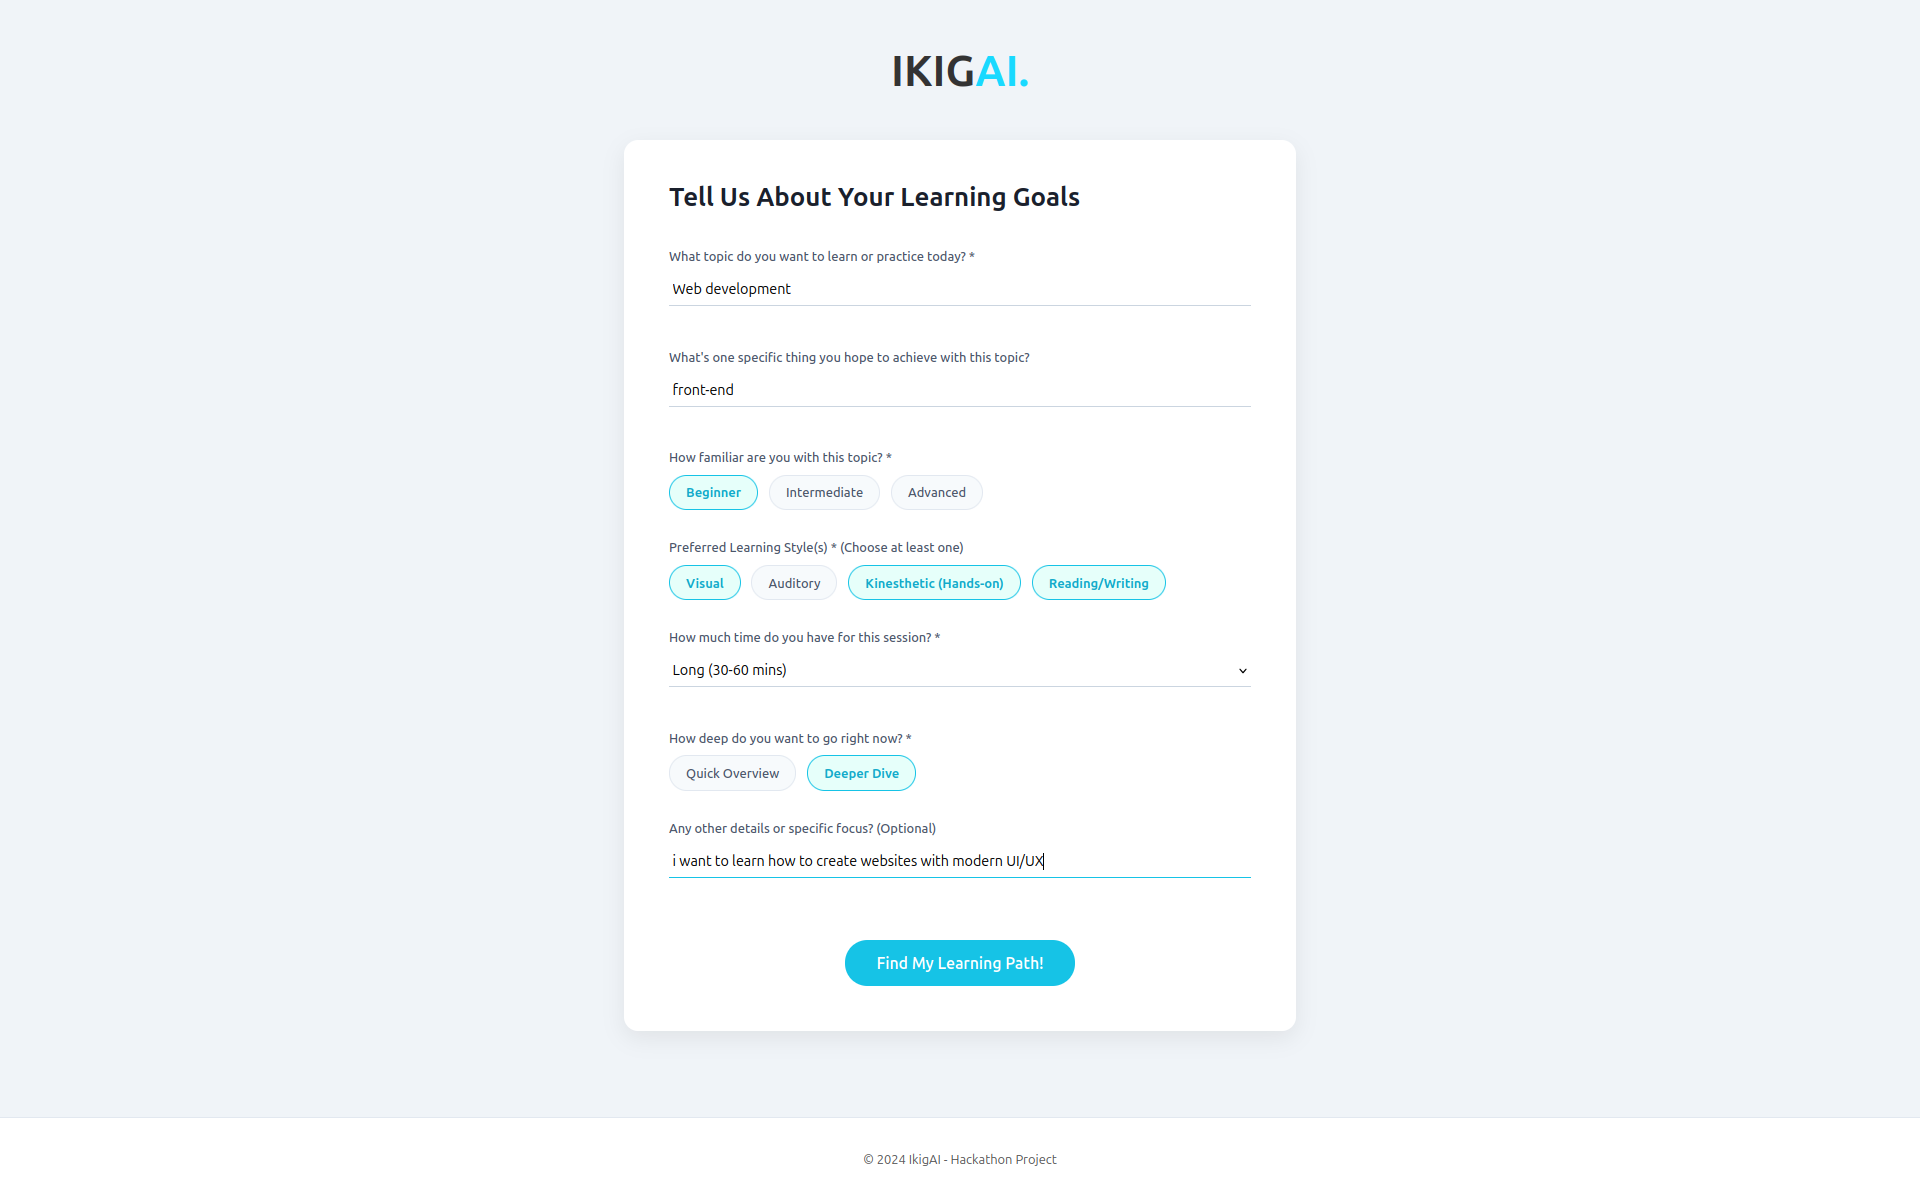 IKIGAI.
Tell Us About Your Learning Goals
What topic do you want to learn or practice today? *
Web development
What's one specific thing you hope to achieve with this topic?
front-end
How familiar are you with this topic? *
Beginner Intermediate Advanced
Preferred Learning Style(s) * (Choose at least one)
Visual Auditory Kinesthetic (Hands-on) Reading/Writing
How much time do you have for this session? *
Long (30-60 mins)
How deep do you want to go right now? *
Quick Overview Deeper Dive
Any other details or specific focus? (Optional)
i want to learn how to create websites with modern UI/UX
Find My Learning Path!
© 2024 IkigAI - Hackathon Project